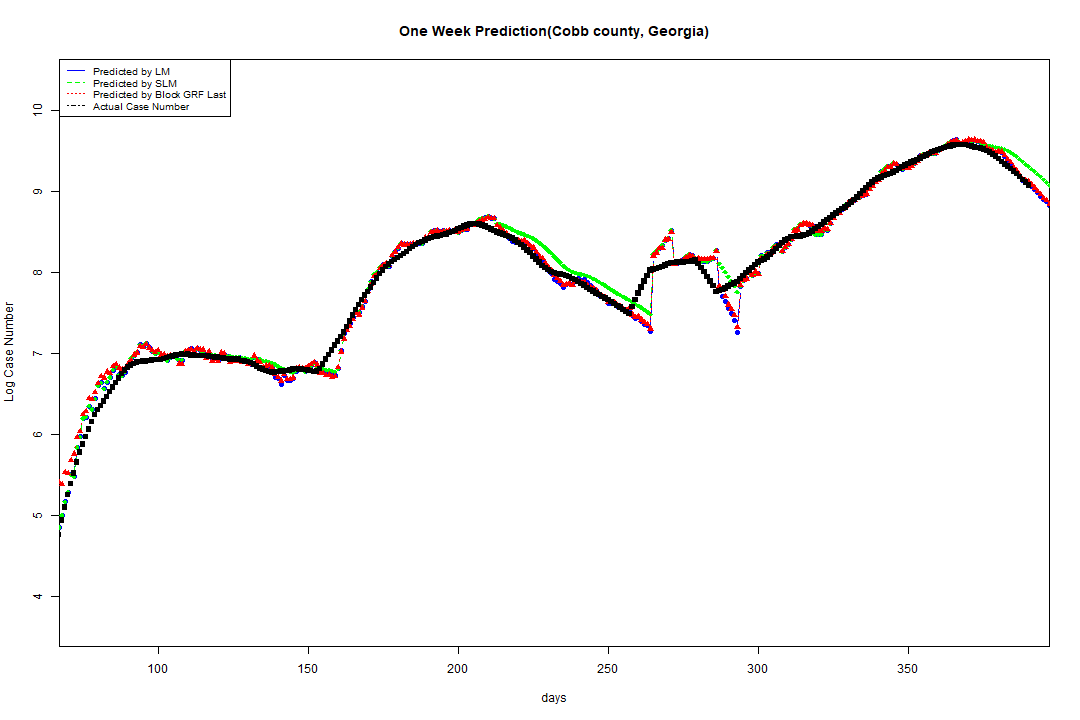 One Week Prediction(Cobb county, Georgia)
Predicted by LM
Predicted by SLM
Predicted by Block GRF Last
Actual Case Number
10
9
8
7
6
5
4
Log Case Number
100 150 200 250 300 350
days